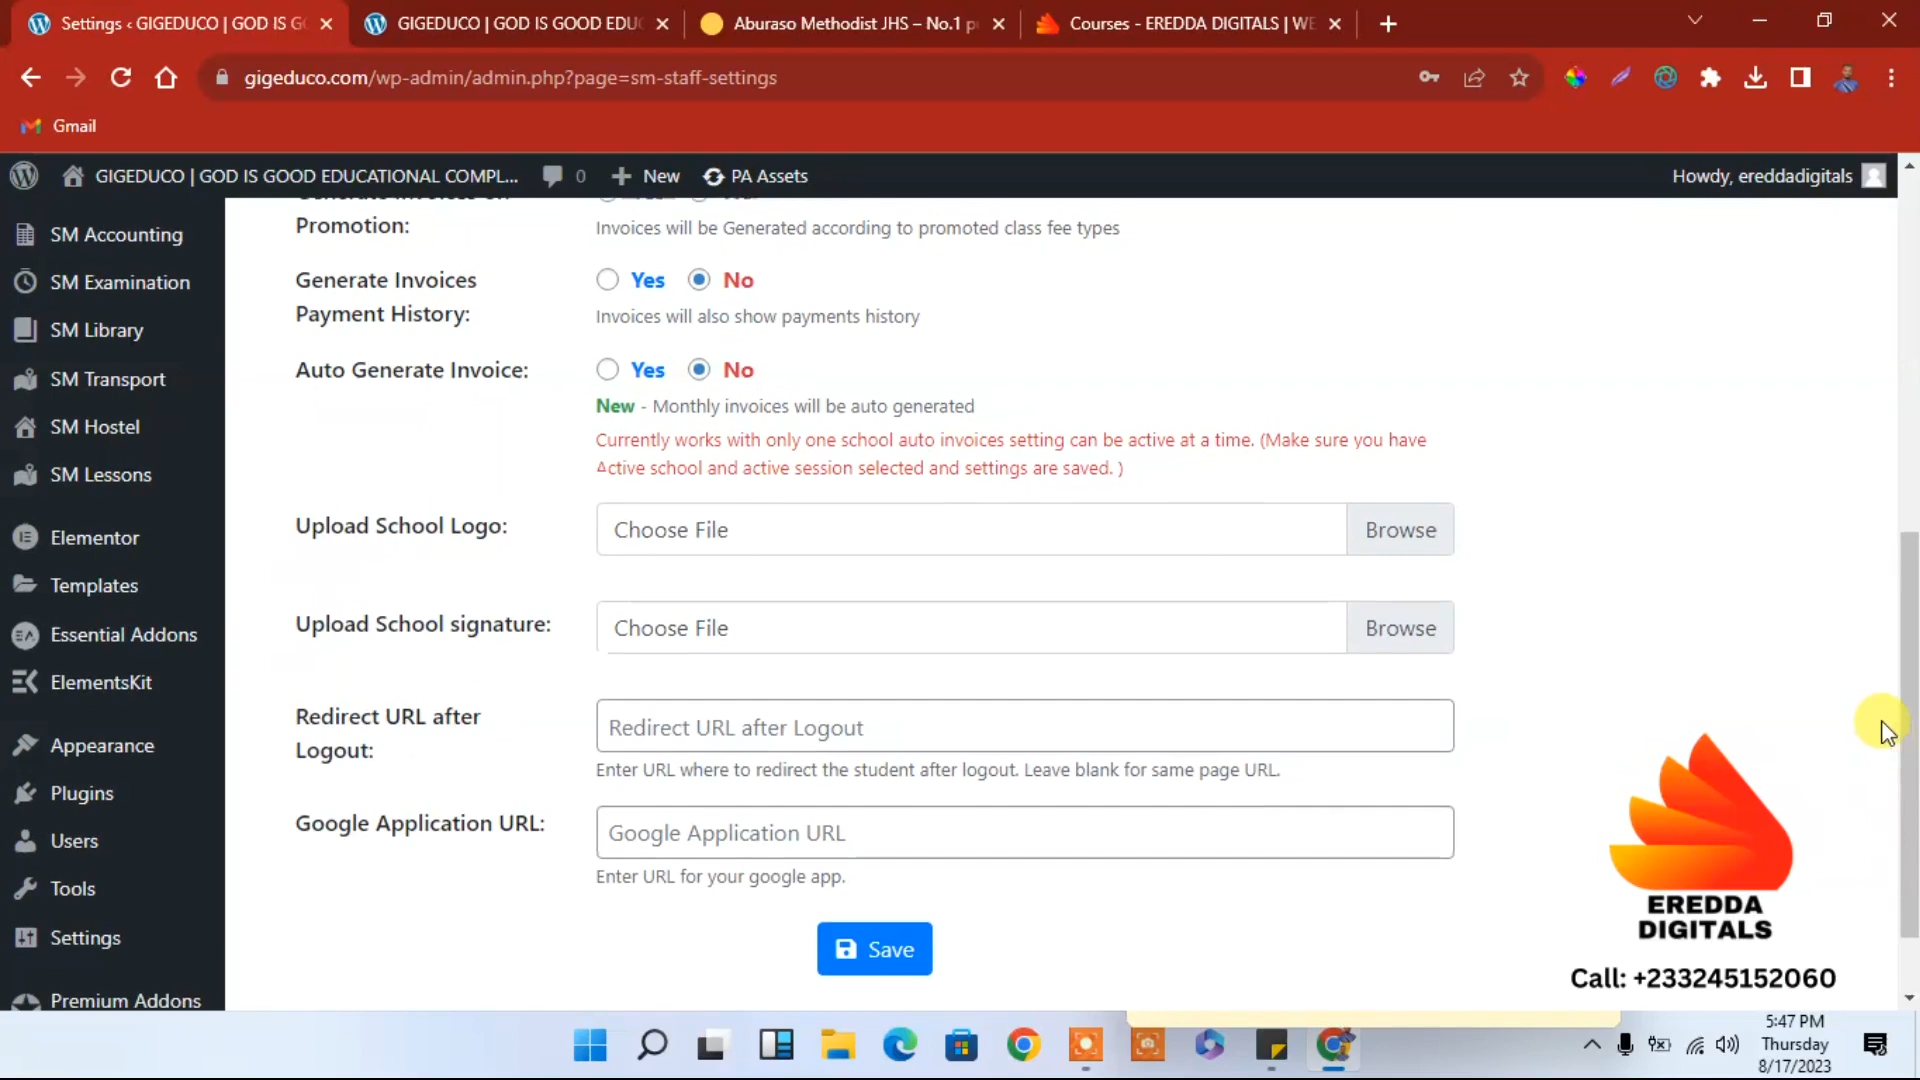 Settings ‹ GIGEDUCO | GOD IS G
GIGEDUCO | GOD IS GOOD EDU
Aburaso Methodist JHS – No.1 p
Courses - EREDDA DIGITALS | WE
gigeduco.com/wp-admin/admin.php?page=sm-staff-settings
Gmail
GIGEDUCO | GOD IS GOOD EDUCATIONAL COMPL...
0
New
PA Assets
Howdy, ereddadigitals
SM Accounting
SM Examination
SM Library
SM Transport
SM Hostel
SM Lessons
Elementor
Templates
Essential Addons
ElementsKit
Appearance
Plugins
Users
Tools
Settings
Premium Addons
Promotion:
Invoices will be Generated according to promoted class fee types
Generate Invoices
Payment History:
Yes No
Invoices will also show payments history
Auto Generate Invoice:
Yes No
New - Monthly invoices will be auto generated
Currently works with only one school auto invoices setting can be active at a time. (Make sure you have
Active school and active session selected and settings are saved. )
Upload School Logo:
Choose File
Browse
Upload School signature:
Choose File
Browse
Redirect URL after
Logout:
Redirect URL after Logout
Enter URL where to redirect the student after logout. Leave blank for same page URL.
Google Application URL:
Google Application URL
Enter URL for your google app.
Save
EREDDA
DIGITALS
Call: +233245152060
5:47 PM
Thursday
8/17/2023